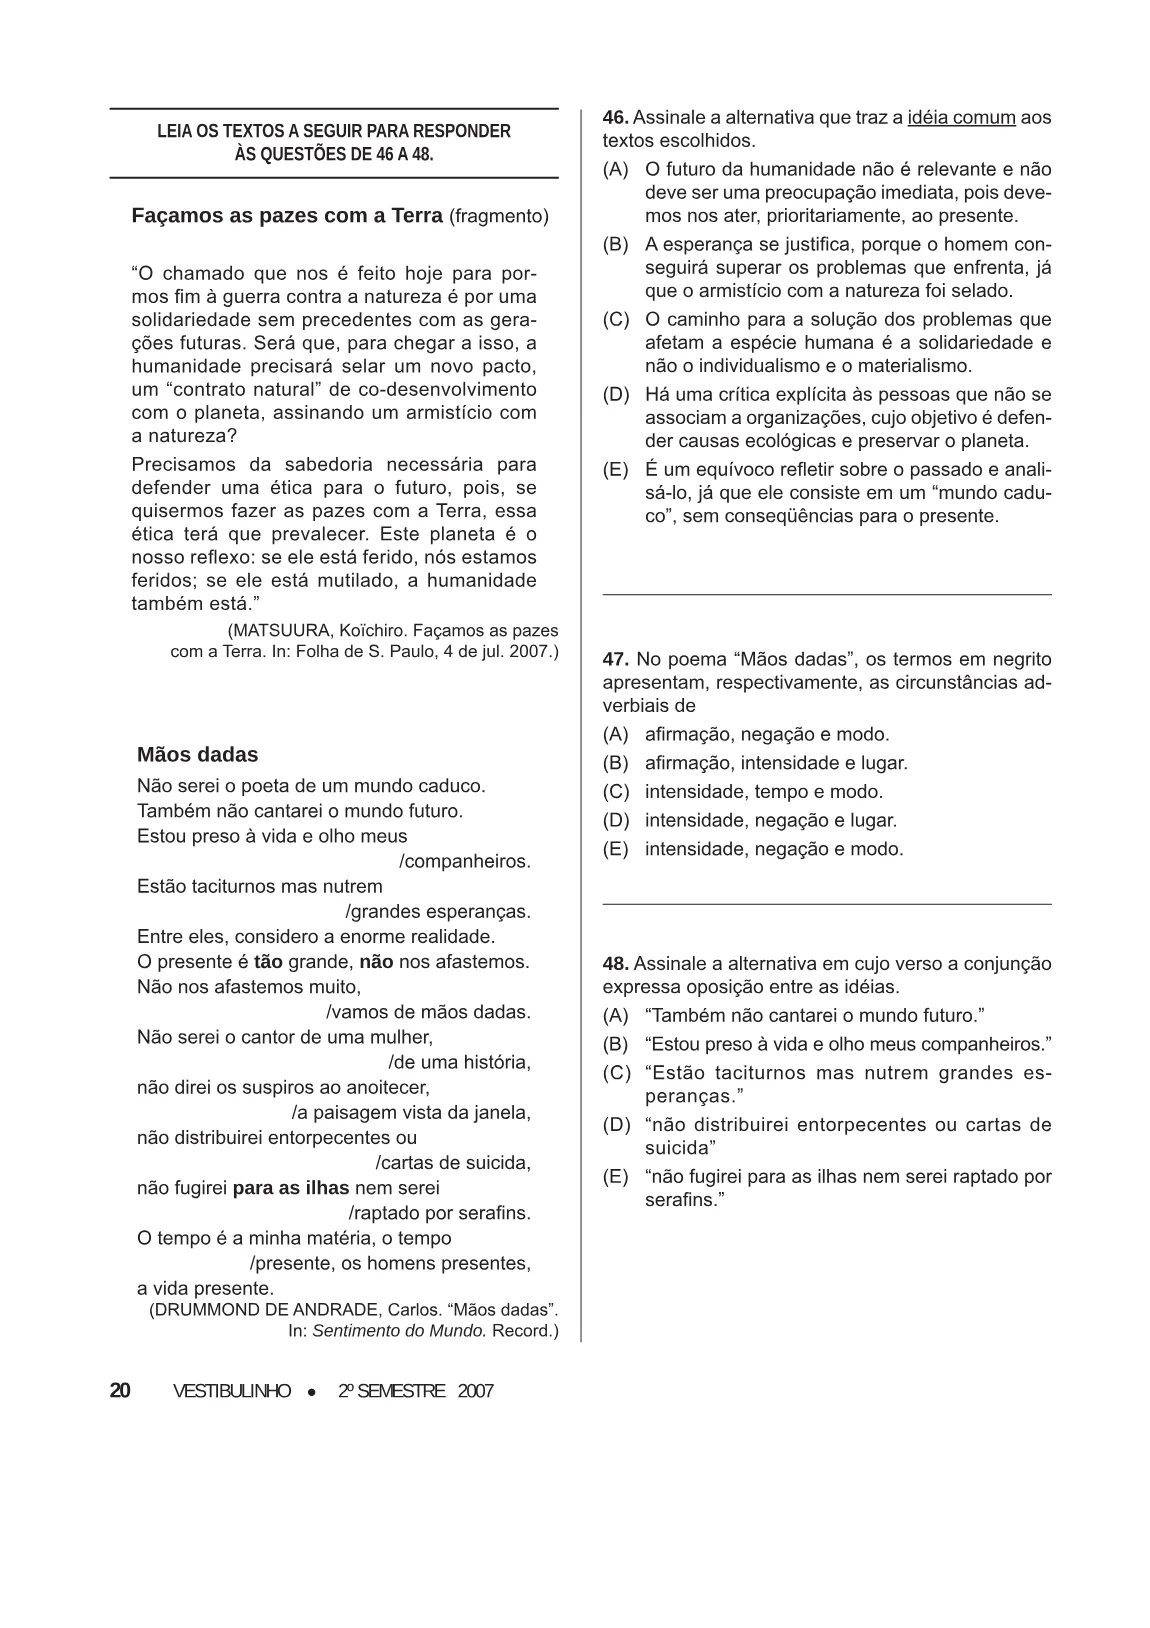 LEIA OS TEXTOS A SEGUIR PARA RESPONDER
ÀS QUESTÕES DE 46 A 48.
Façamos as pazes com a Terra (fragmento)
“O chamado que nos é feito hoje para por-
mos fim à guerra contra a natureza é por uma
solidariedade sem precedentes com as gera-
ções futuras. Será que, para chegar a isso, a
humanidade precisará selar um novo pacto,
um “contrato natural” de co-desenvolvimento
com o planeta, assinando um armistício com
a natureza?
Precisamos da sabedoria necessária para
defender uma ética para o futuro, pois, se
quisermos fazer as pazes com a Terra, essa
ética terá que prevalecer. Este planeta é o
nosso reflexo: se ele está ferido, nós estamos
feridos; se ele está mutilado, a humanidade
também está.”
(MATSUURA, Koïchiro. Façamos as pazes
com a Terra. In: Folha de S. Paulo, 4 de jul. 2007.)
Mãos dadas
Não serei o poeta de um mundo caduco.
Também não cantarei o mundo futuro.
Estou preso à vida e olho meus
/companheiros.
Estão taciturnos mas nutrem
/grandes esperanças.
Entre eles, considero a enorme realidade.
O presente é tão grande, não nos afastemos.
Não nos afastemos muito,
/vamos de mãos dadas.
Não serei o cantor de uma mulher,
/de uma história,
não direi os suspiros ao anoitecer,
/a paisagem vista da janela,
não distribuirei entorpecentes ou
/cartas de suicida,
não fugirei para as ilhas nem serei
/raptado por serafins.
O tempo é a minha matéria, o tempo
/presente, os homens presentes,
a vida presente.
(DRUMMOND DE ANDRADE, Carlos. “Mãos dadas”.
In: Sentimento do Mundo. Record.)
46. Assinale a alternativa que traz a idéia comum aos
textos escolhidos.
(A) O futuro da humanidade não é relevante e não
deve ser uma preocupação imediata, pois deve-
mos nos ater, prioritariamente, ao presente.
(B) A esperança se justifica, porque o homem con-
seguirá superar os problemas que enfrenta, já
que o armistício com a natureza foi selado.
(C) O caminho para a solução dos problemas que
afetam a espécie humana é a solidariedade e
não o individualismo e o materialismo.
(D) Há uma crítica explícita às pessoas que não se
associam a organizações, cujo objetivo é defen-
der causas ecológicas e preservar o planeta.
(E) É um equívoco refletir sobre o passado e anali-
sá-lo, já que ele consiste em um “mundo cadu-
co”, sem conseqüências para o presente.
47. No poema “Mãos dadas”, os termos em negrito
apresentam, respectivamente, as circunstâncias ad-
verbiais de
(A) afirmação, negação e modo.
(B) afirmação, intensidade e lugar.
(C) intensidade, tempo e modo.
(D) intensidade, negação e lugar.
(E) intensidade, negação e modo.
48. Assinale a alternativa em cujo verso a conjunção
expressa oposição entre as idéias.
(A) “Também não cantarei o mundo futuro.”
(B) “Estou preso à vida e olho meus companheiros.”
(C) “Estão taciturnos mas nutrem grandes es-
peranças.”
(D) “não distribuirei entorpecentes ou cartas de
suicida”
(E) “não fugirei para as ilhas nem serei raptado por
serafins.”
20 VESTIBULINHO • 2º SEMESTRE 2007